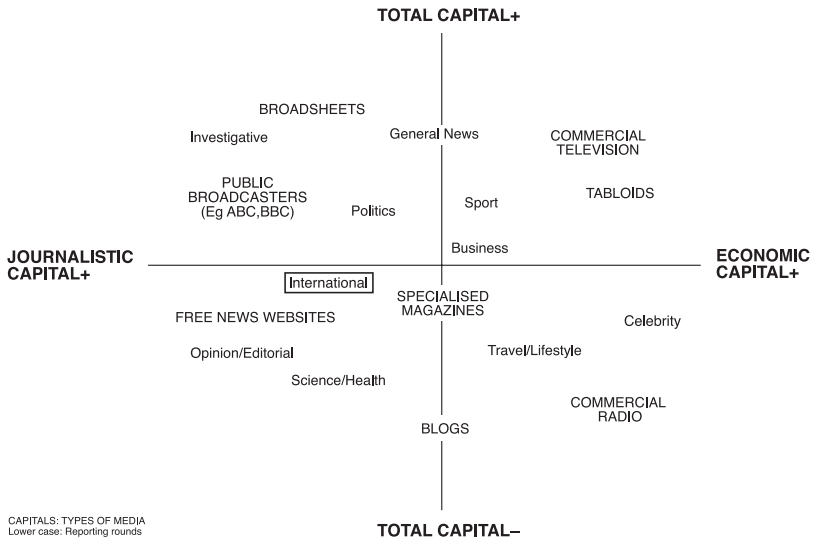 TOTAL CAPITAL+
BROADSHEETS
Investigative
General News
COMMERCIAL
TELEVISION
PUBLIC
BROADCASTERS
(Eg ABC,BBC)
Politics
Sport
TABLOIDS
Business
JOURNALISTIC
CAPITAL+
ECONOMIC
CAPITAL+
International
SPECIALISED
MAGAZINES
FREE NEWS WEBSITES
Celebrity
Opinion/Editorial
Travel/Lifestyle
Science/Health
COMMERCIAL
RADIO
BLOGS
CAPITALS: TYPES OF MEDIA
Lower case: Reporting rounds
TOTAL CAPITAL–